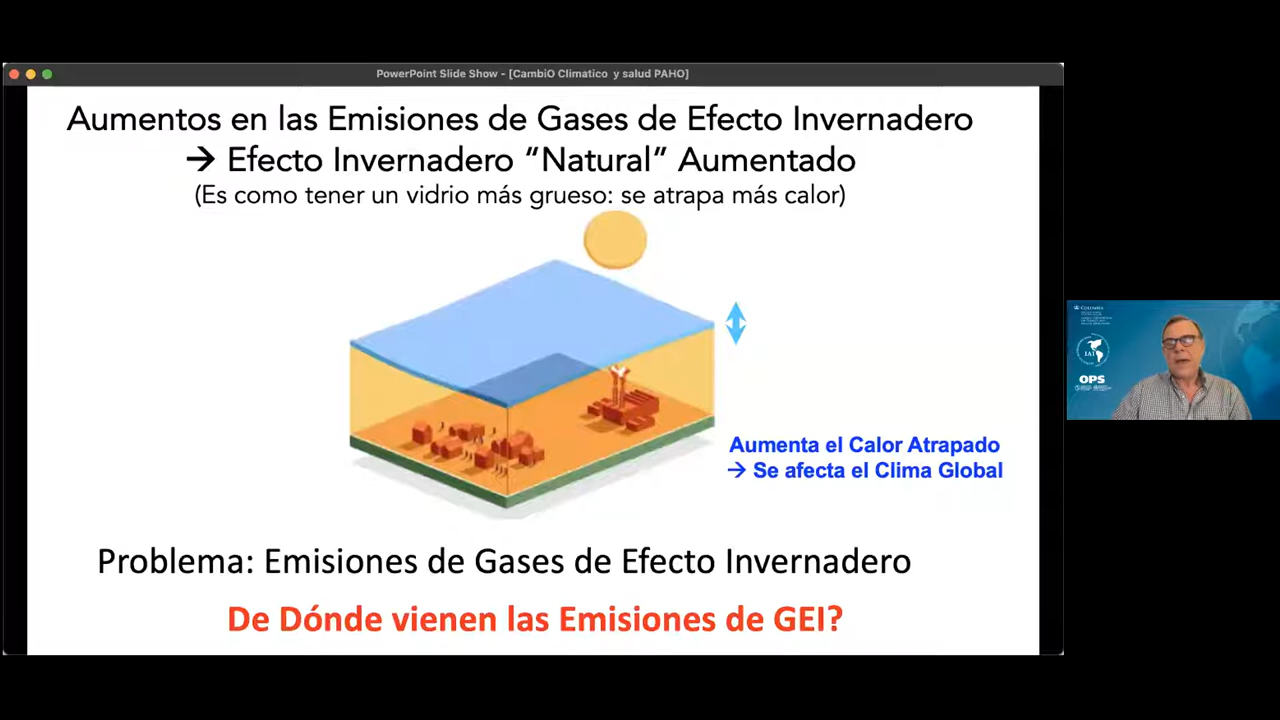 PowerPoint Slide Show - [CambiO Climatico y salud PAHO]
Aumentos en las Emisiones de Gases de Efecto Invernadero
→ Efecto Invernadero “Natural” Aumentado
(Es como tener un vidrio más grueso: se atrapa más calor)
Aumenta el Calor Atrapado
→ Se afecta el Clima Global
Problema: Emisiones de Gases de Efecto Invernadero
De Dónde vienen las Emisiones de GEI?
COLUMBIA
IAI
OPS